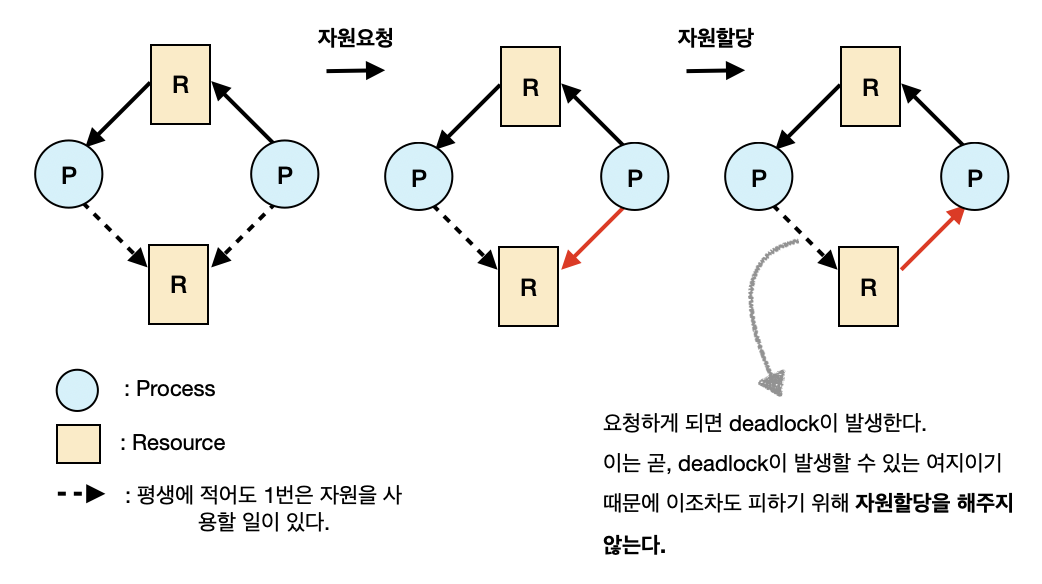 자원요청
자원할당
R
R
R
P
P
P
P
P
P
R
R
R
: Process
: Resource
: 평생에 적어도 1번은 자원을 사
용할 일이 있다.
요청하게 되면 deadlock이 발생한다.
이는 곧, deadlock이 발생할 수 있는 여지이기
때문에 이조차도 피하기 위해 자원할당을 해주지
않는다.